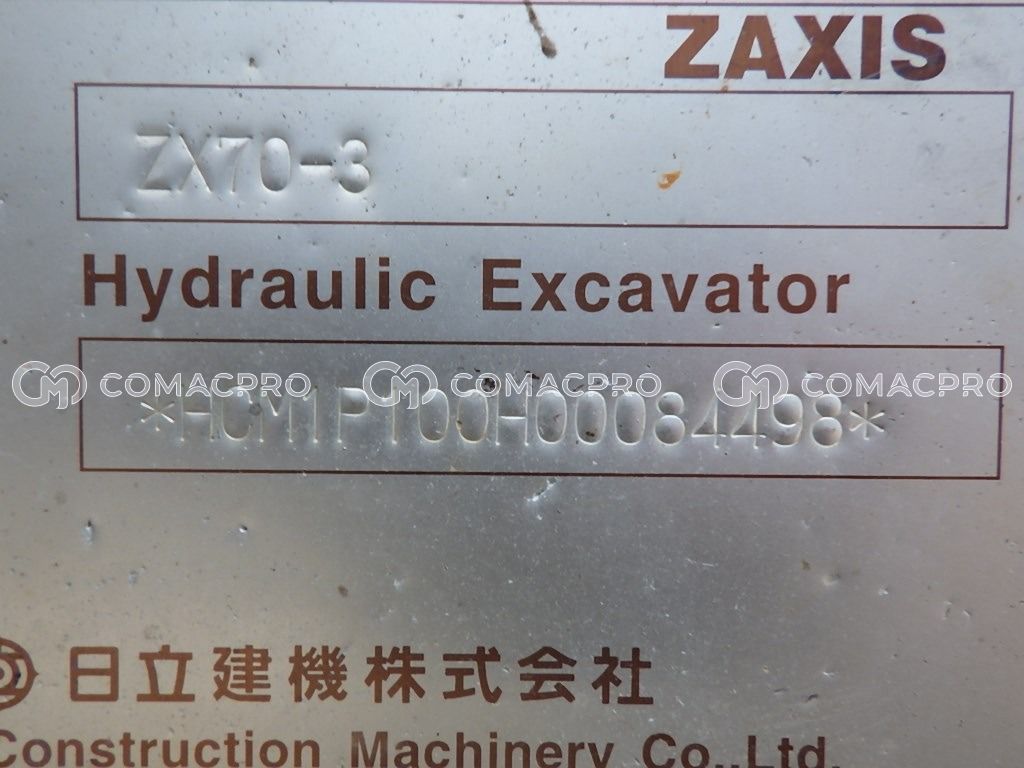 ZAXIS
ZX70-3
Hydraulic Excavator
COMACPRO COMACPRO COMACPRO
*HCM1P100H00084498*
日立建機株式会社
Construction Machinery Co.,Ltd.